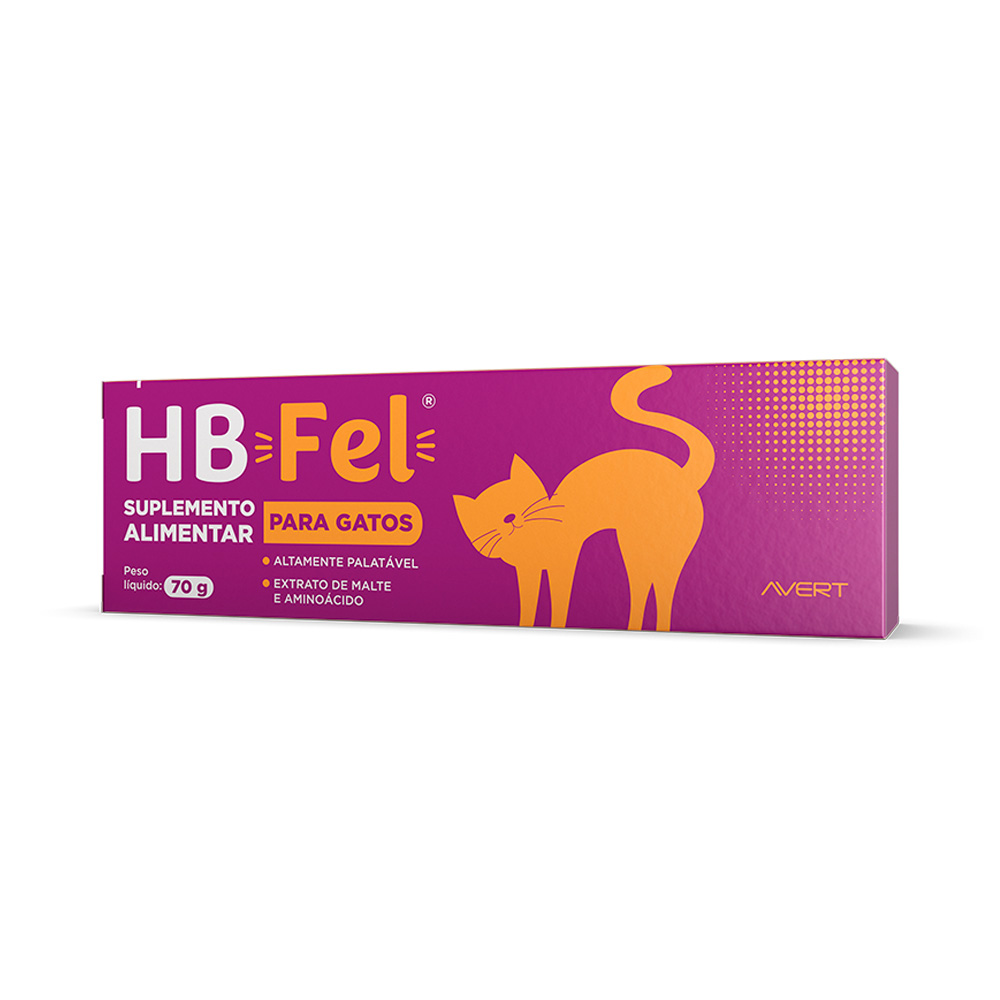 HB Fel®
SUPLEMENTO
ALIMENTAR
PARA GATOS
• ALTAMENTE PALATÁVEL
• EXTRATO DE MALTE
E AMINOÁCIDO
Peso
líquido: 70 g
AVERT